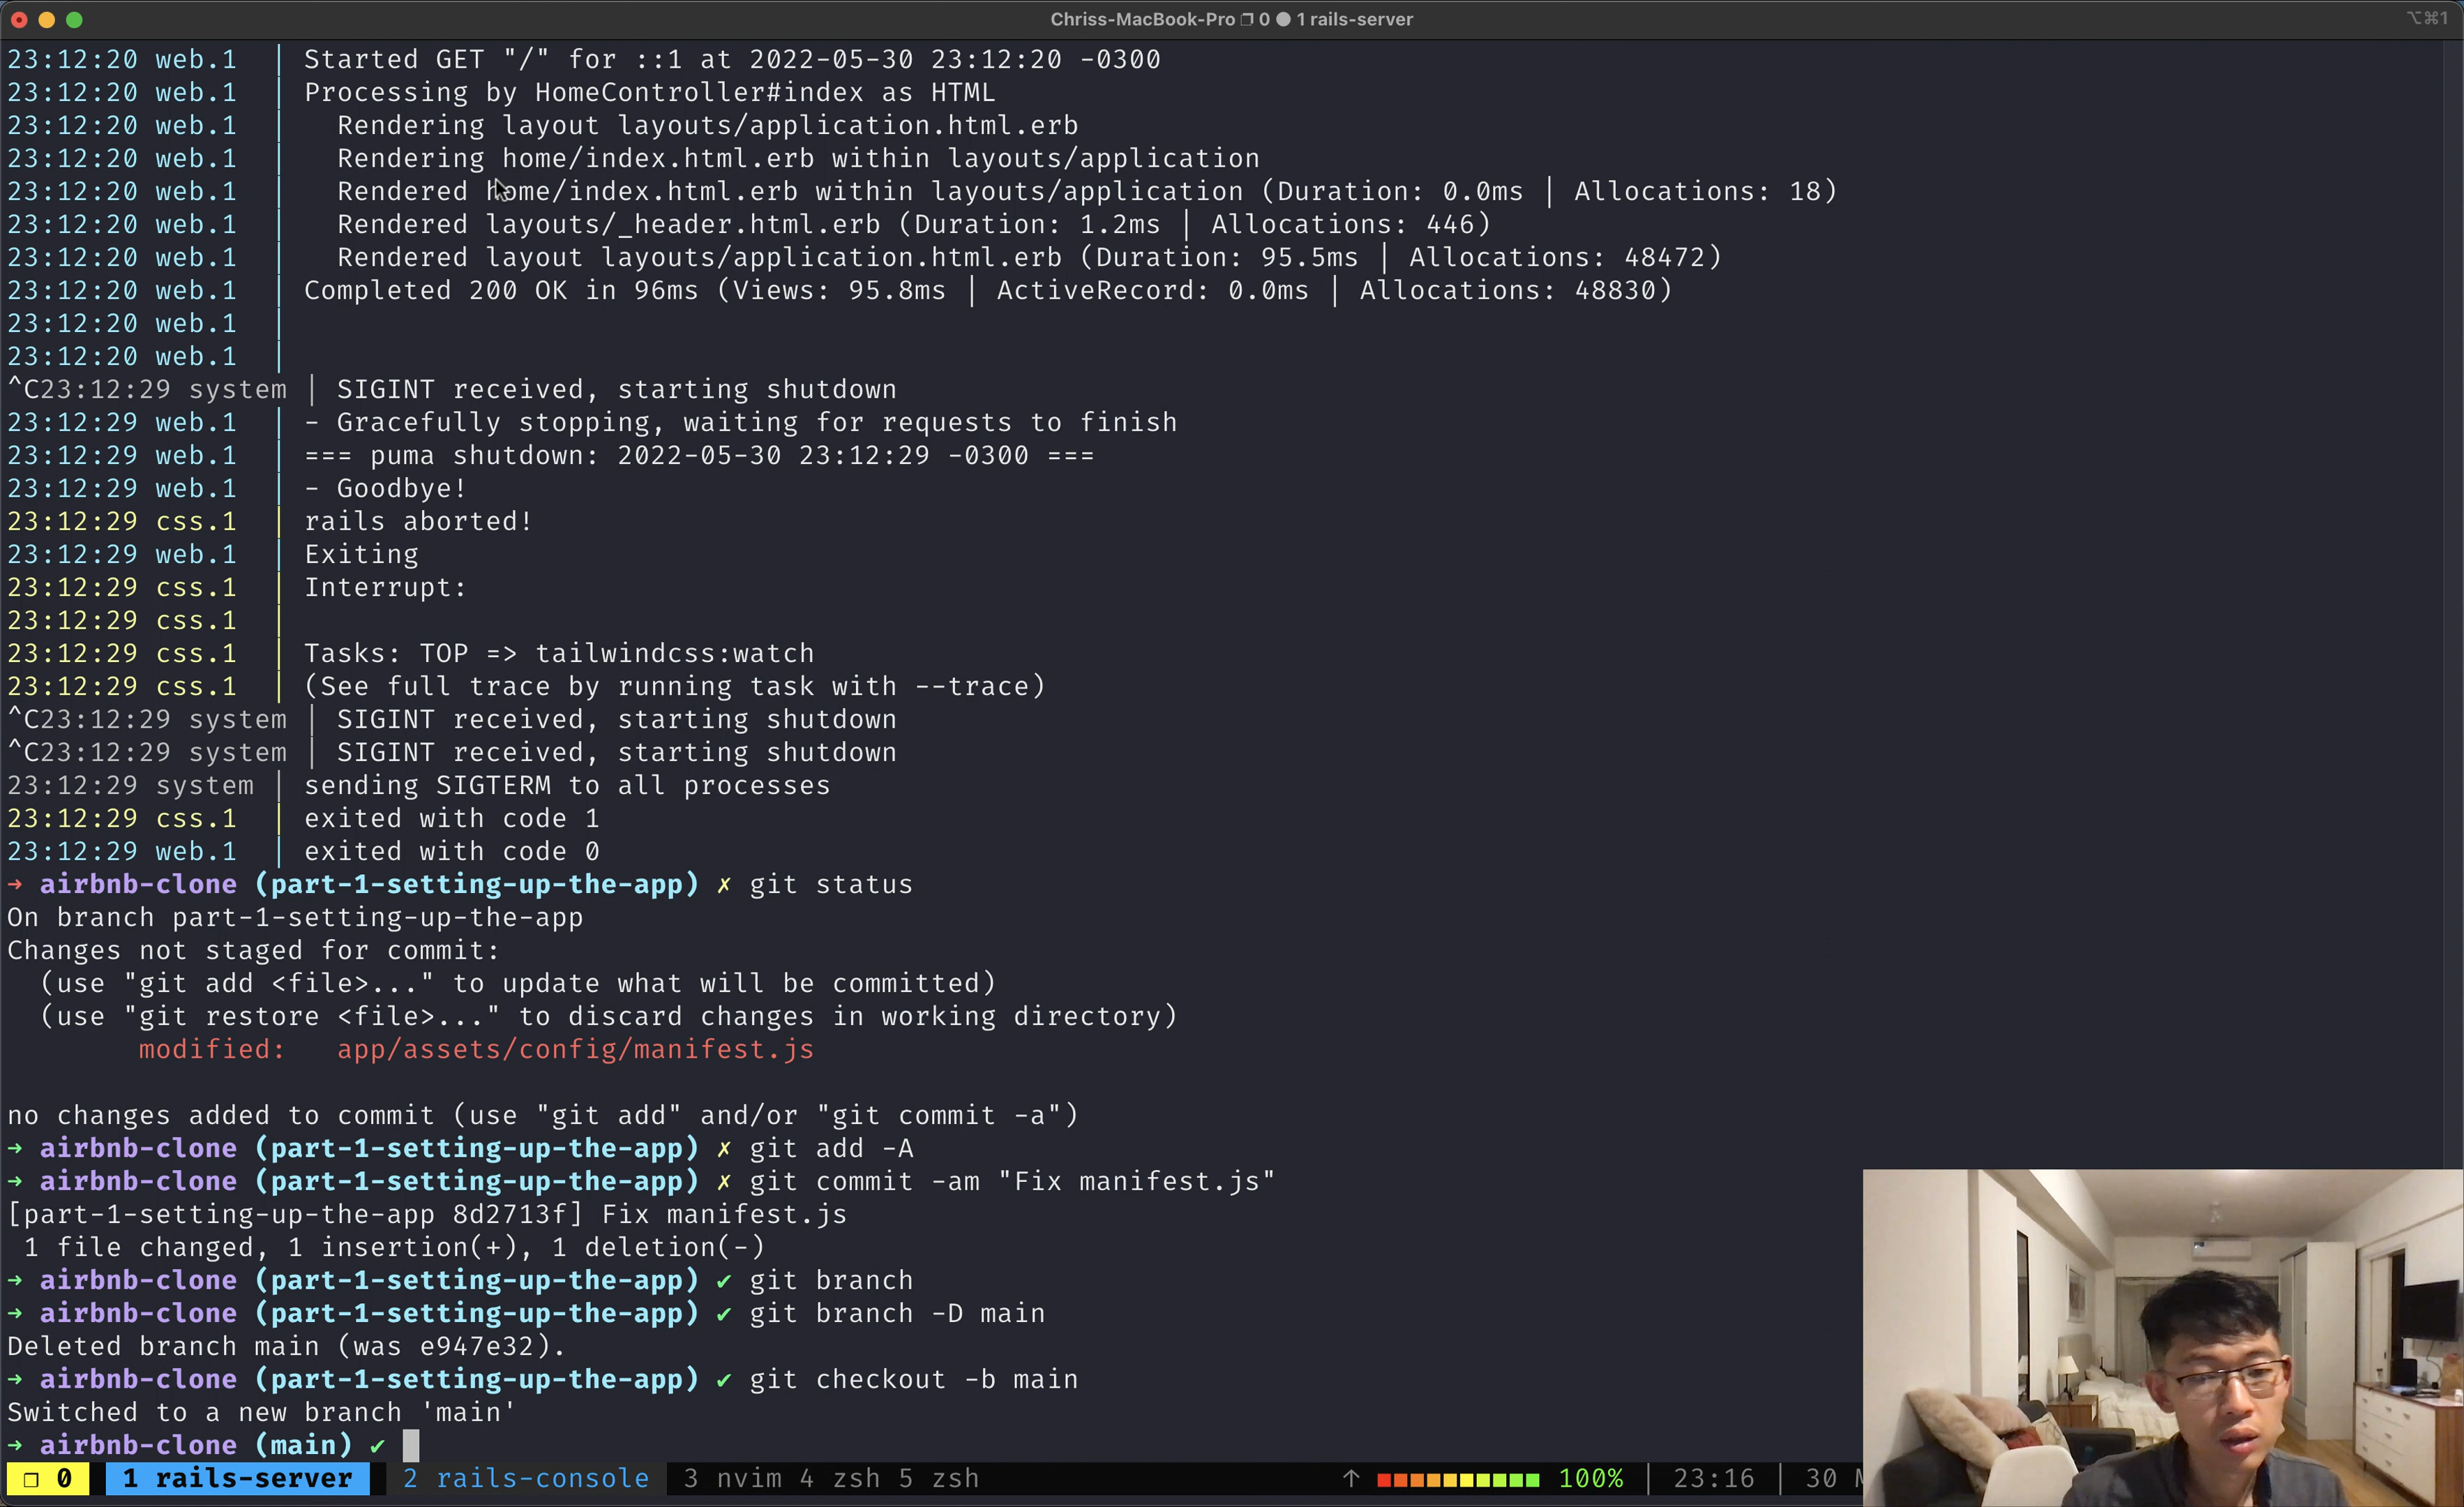 Chriss-MacBook-Pro ❐ 0 ● 1 rails-server
⌥⌘1
23:12:20 web.1  | Started GET "/" for ::1 at 2022-05-30 23:12:20 -0300
23:12:20 web.1  | Processing by HomeController#index as HTML
23:12:20 web.1  |   Rendering layout layouts/application.html.erb
23:12:20 web.1  |   Rendering home/index.html.erb within layouts/application
23:12:20 web.1  |   Rendered home/index.html.erb within layouts/application (Duration: 0.0ms | Allocations: 18)
23:12:20 web.1  |   Rendered layouts/_header.html.erb (Duration: 1.2ms | Allocations: 446)
23:12:20 web.1  |   Rendered layout layouts/application.html.erb (Duration: 95.5ms | Allocations: 48472)
23:12:20 web.1  | Completed 200 OK in 96ms (Views: 95.8ms | ActiveRecord: 0.0ms | Allocations: 48830)
23:12:20 web.1  |
23:12:20 web.1  |
^C23:12:29 system | SIGINT received, starting shutdown
23:12:29 web.1  | - Gracefully stopping, waiting for requests to finish
23:12:29 web.1  | === puma shutdown: 2022-05-30 23:12:29 -0300 ===
23:12:29 web.1  | - Goodbye!
23:12:29 css.1  | rails aborted!
23:12:29 web.1  | Exiting
23:12:29 css.1  | Interrupt:
23:12:29 css.1  |
23:12:29 css.1  | Tasks: TOP => tailwindcss:watch
23:12:29 css.1  | (See full trace by running task with --trace)
^C23:12:29 system | SIGINT received, starting shutdown
^C23:12:29 system | SIGINT received, starting shutdown
23:12:29 system | sending SIGTERM to all processes
23:12:29 css.1  | exited with code 1
23:12:29 web.1  | exited with code 0
→ airbnb-clone (part-1-setting-up-the-app) ✗ git status
On branch part-1-setting-up-the-app
Changes not staged for commit:
  (use "git add <file>..." to update what will be committed)
  (use "git restore <file>..." to discard changes in working directory)
        modified:   app/assets/config/manifest.js
no changes added to commit (use "git add" and/or "git commit -a")
→ airbnb-clone (part-1-setting-up-the-app) ✗ git add -A
→ airbnb-clone (part-1-setting-up-the-app) ✗ git commit -am "Fix manifest.js"
[part-1-setting-up-the-app 8d2713f] Fix manifest.js
 1 file changed, 1 insertion(+), 1 deletion(-)
→ airbnb-clone (part-1-setting-up-the-app) ✔ git branch
→ airbnb-clone (part-1-setting-up-the-app) ✔ git branch -D main
Deleted branch main (was e947e32).
→ airbnb-clone (part-1-setting-up-the-app) ✔ git checkout -b main
Switched to a new branch 'main'
→ airbnb-clone (main) ✔
❐ 0 1 rails-server 2 rails-console 3 nvim 4 zsh 5 zsh ↑ 100% | 23:16 | 30